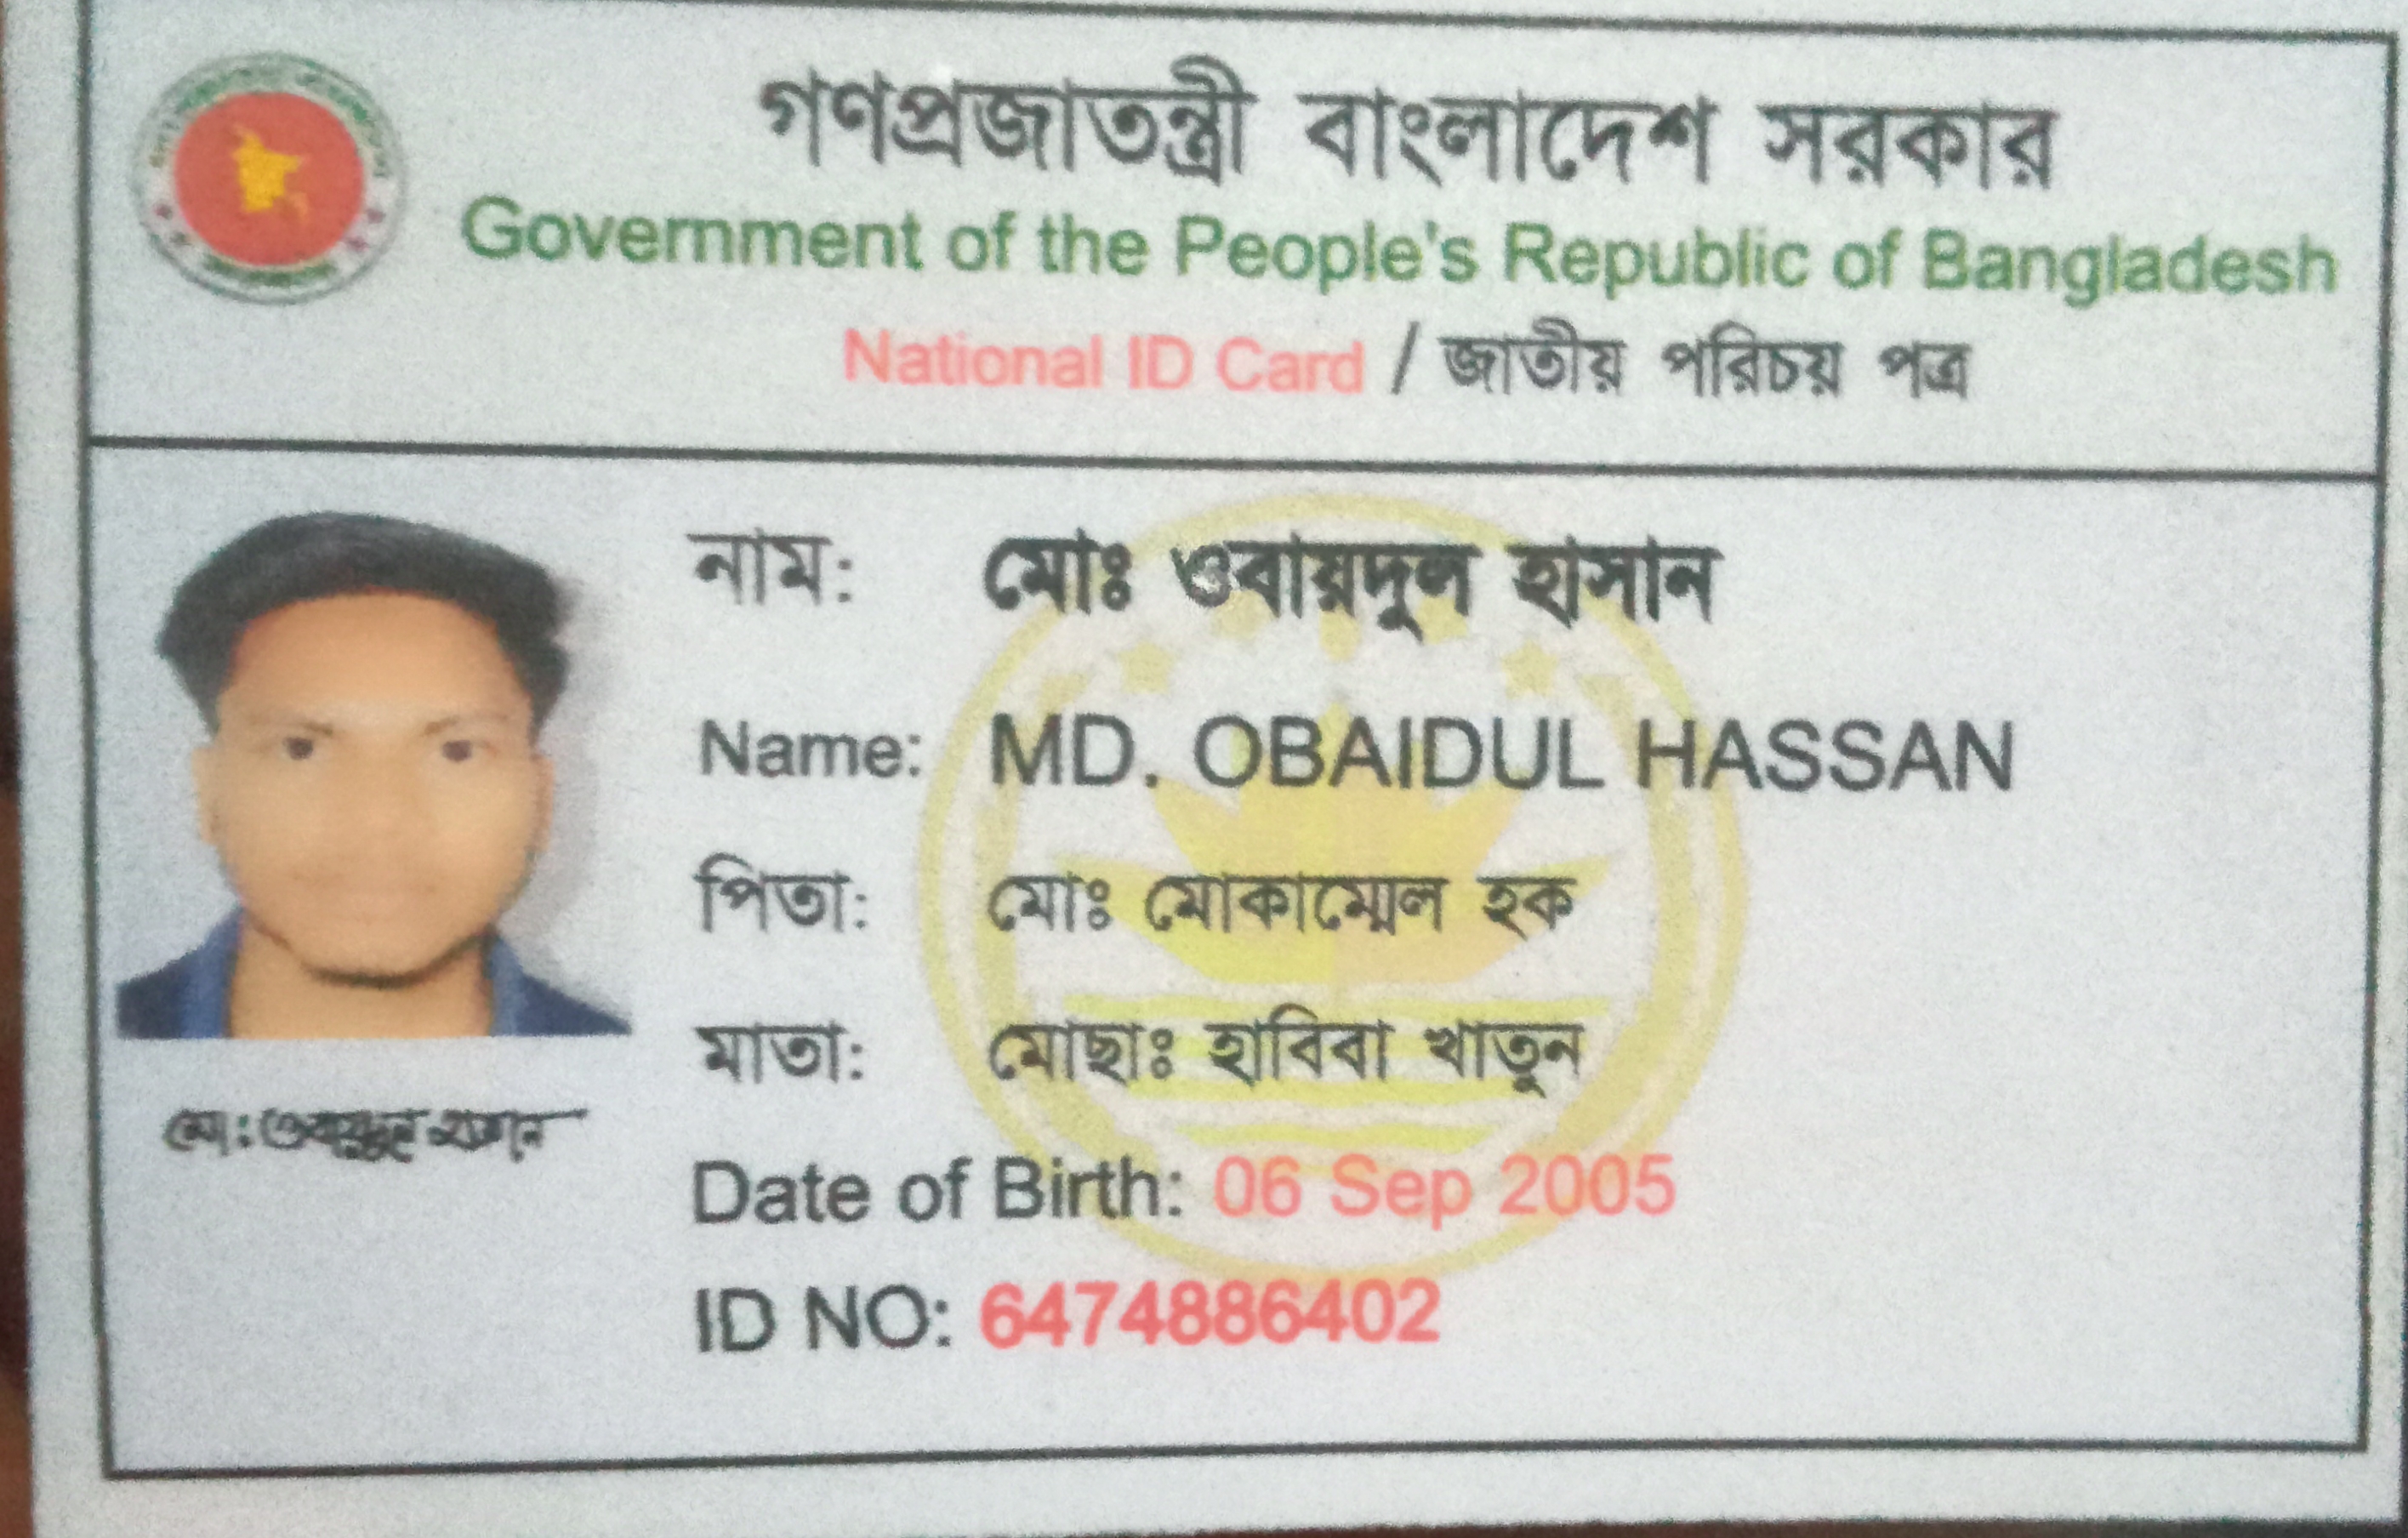 গণপ্রজাতন্ত্রী বাংলাদেশ সরকার
Government of the People's Republic of Bangladesh
National ID Card / জাতীয় পরিচয় পত্র
নাম: মোঃ ওবায়দুল হাসান
Name: MD. OBAIDUL HASSAN
পিতা: মোঃ মোকাম্মেল হক
মাতা: মোছাঃ হাবিবা খাতুন
মো: ওবায়দুল হাসান
Date of Birth: 06 Sep 2005
ID NO: 6474886402